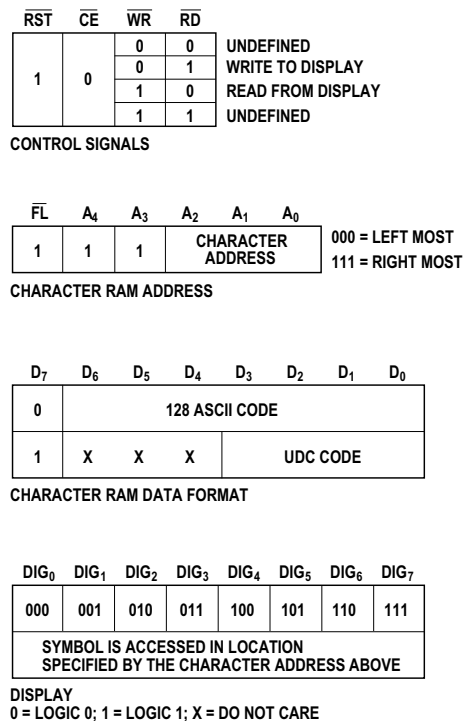 RST CE WR RD
1 0 0 0 UNDEFINED
0 1 WRITE TO DISPLAY
1 0 READ FROM DISPLAY
1 1 UNDEFINED
CONTROL SIGNALS
FL A4 A3 A2 A1 A0
1 1 1 CHARACTER ADDRESS
000 = LEFT MOST
111 = RIGHT MOST
CHARACTER RAM ADDRESS
D7 D6 D5 D4 D3 D2 D1 D0
0 128 ASCII CODE
1 X X X UDC CODE
CHARACTER RAM DATA FORMAT
DIG0 DIG1 DIG2 DIG3 DIG4 DIG5 DIG6 DIG7
000 001 010 011 100 101 110 111
SYMBOL IS ACCESSED IN LOCATION
SPECIFIED BY THE CHARACTER ADDRESS ABOVE
DISPLAY
0 = LOGIC 0; 1 = LOGIC 1; X = DO NOT CARE